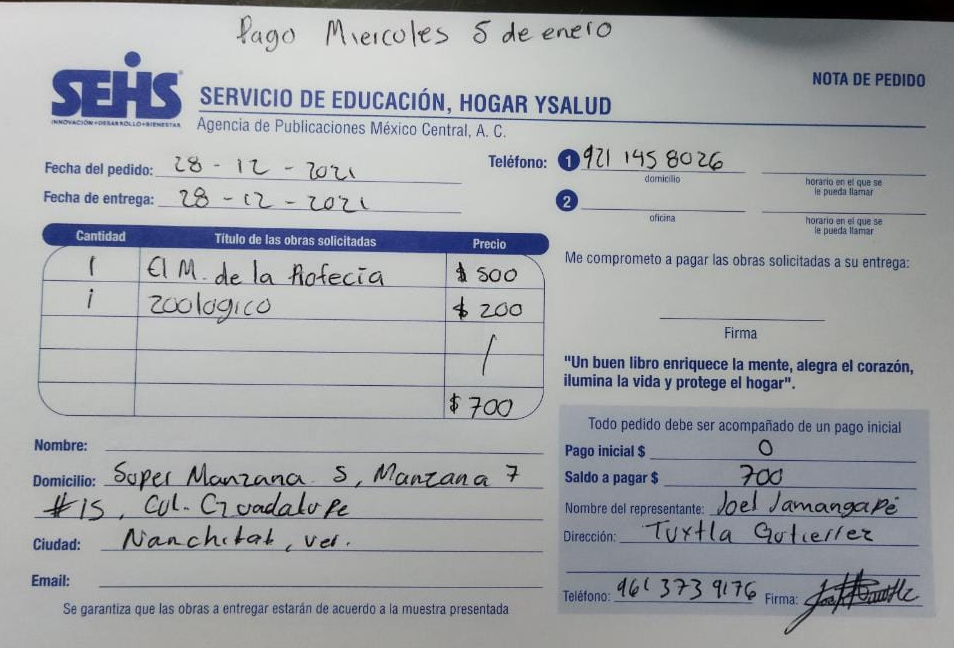 Pago Miercoles 5 de enero
SEHS
INNOVACIÓN•DESARROLLO•BIENESTAR
SERVICIO DE EDUCACIÓN, HOGAR YSALUD
Agencia de Publicaciones México Central, A. C.
NOTA DE PEDIDO
Fecha del pedido: 28 - 12 - 2021
Fecha de entrega: 28 - 12 - 2021
Teléfono: 1 921 145 8026
domicilio
horario en el que se
le pueda llamar
2
oficina
horario en el que se
le pueda llamar
Cantidad Título de las obras solicitadas Precio
1 El M. de la Profecia $ 500
1 Zoologico $ 200
$ 700
Me comprometo a pagar las obras solicitadas a su entrega:
Firma
"Un buen libro enriquece la mente, alegra el corazón,
ilumina la vida y protege el hogar".
Nombre:
Domicilio: Super Manzana 5, Manzana 7
#15, Col. Guadalupe
Ciudad: Nanchital, ver.
Email:
Se garantiza que las obras a entregar estarán de acuerdo a la muestra presentada
Todo pedido debe ser acompañado de un pago inicial
Pago inicial $ 0
Saldo a pagar $ 700
Nombre del representante: Joel Jamangapé
Dirección: Tuxtla Gutierrez
Teléfono: 961 373 9176 Firma: